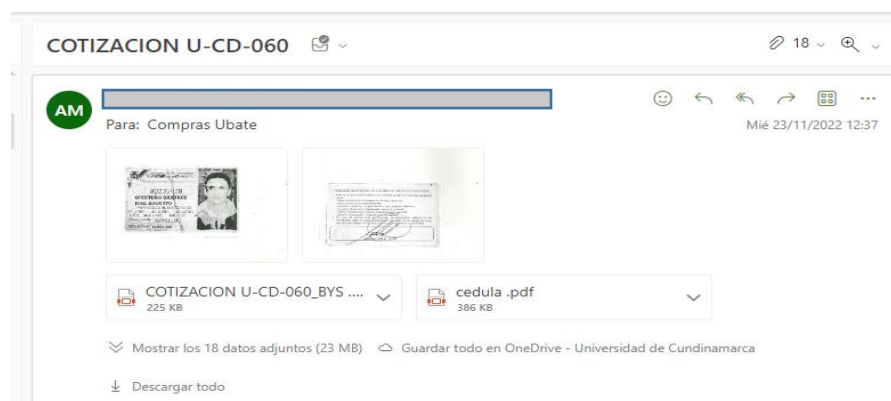 COTIZACION U-CD-060
18
AM
Para: Compras Ubate
Mié 23/11/2022 12:37
COTIZACION U-CD-060_BYS ....
225 KB
cedula .pdf
386 KB
Mostrar los 18 datos adjuntos (23 MB) Guardar todo en OneDrive - Universidad de Cundinamarca
Descargar todo